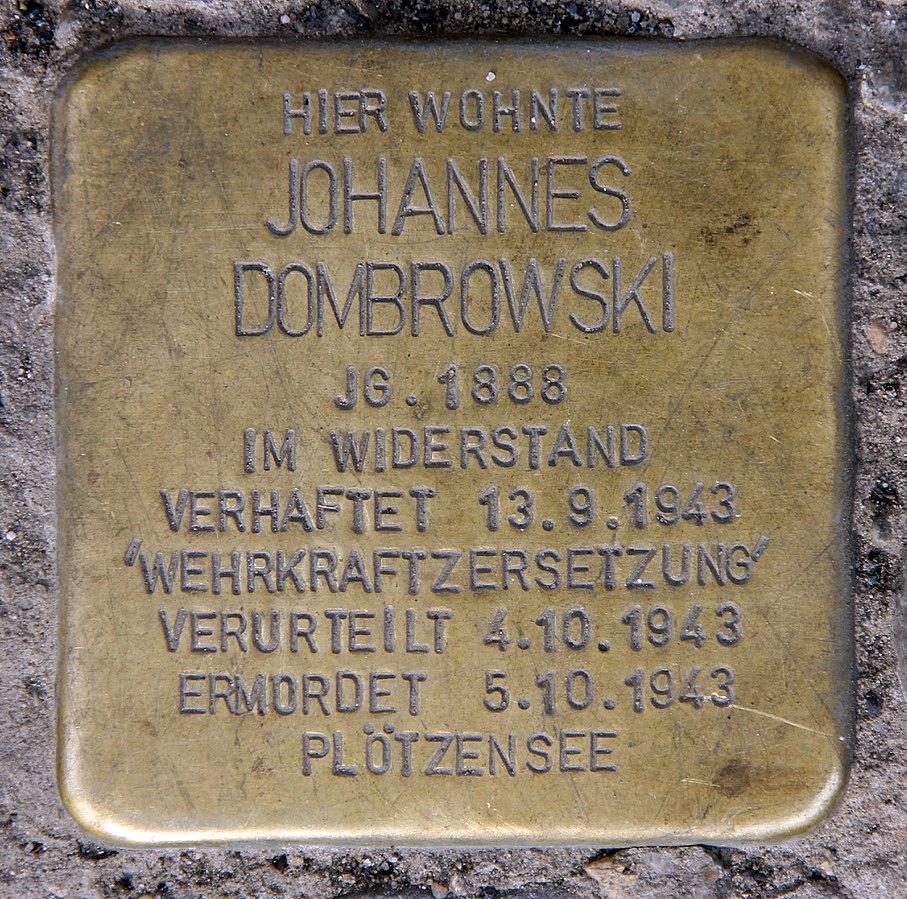 HIER WOHNTE
JOHANNES
DOMBROWSKI
JG. 1888
IM WIDERSTAND
VERHAFTET 13.9.1943
'WEHRKRAFTZERSETZUNG'
VERURTEILT 4.10.1943
ERMORDET 5.10.1943
PLÖTZENSEE